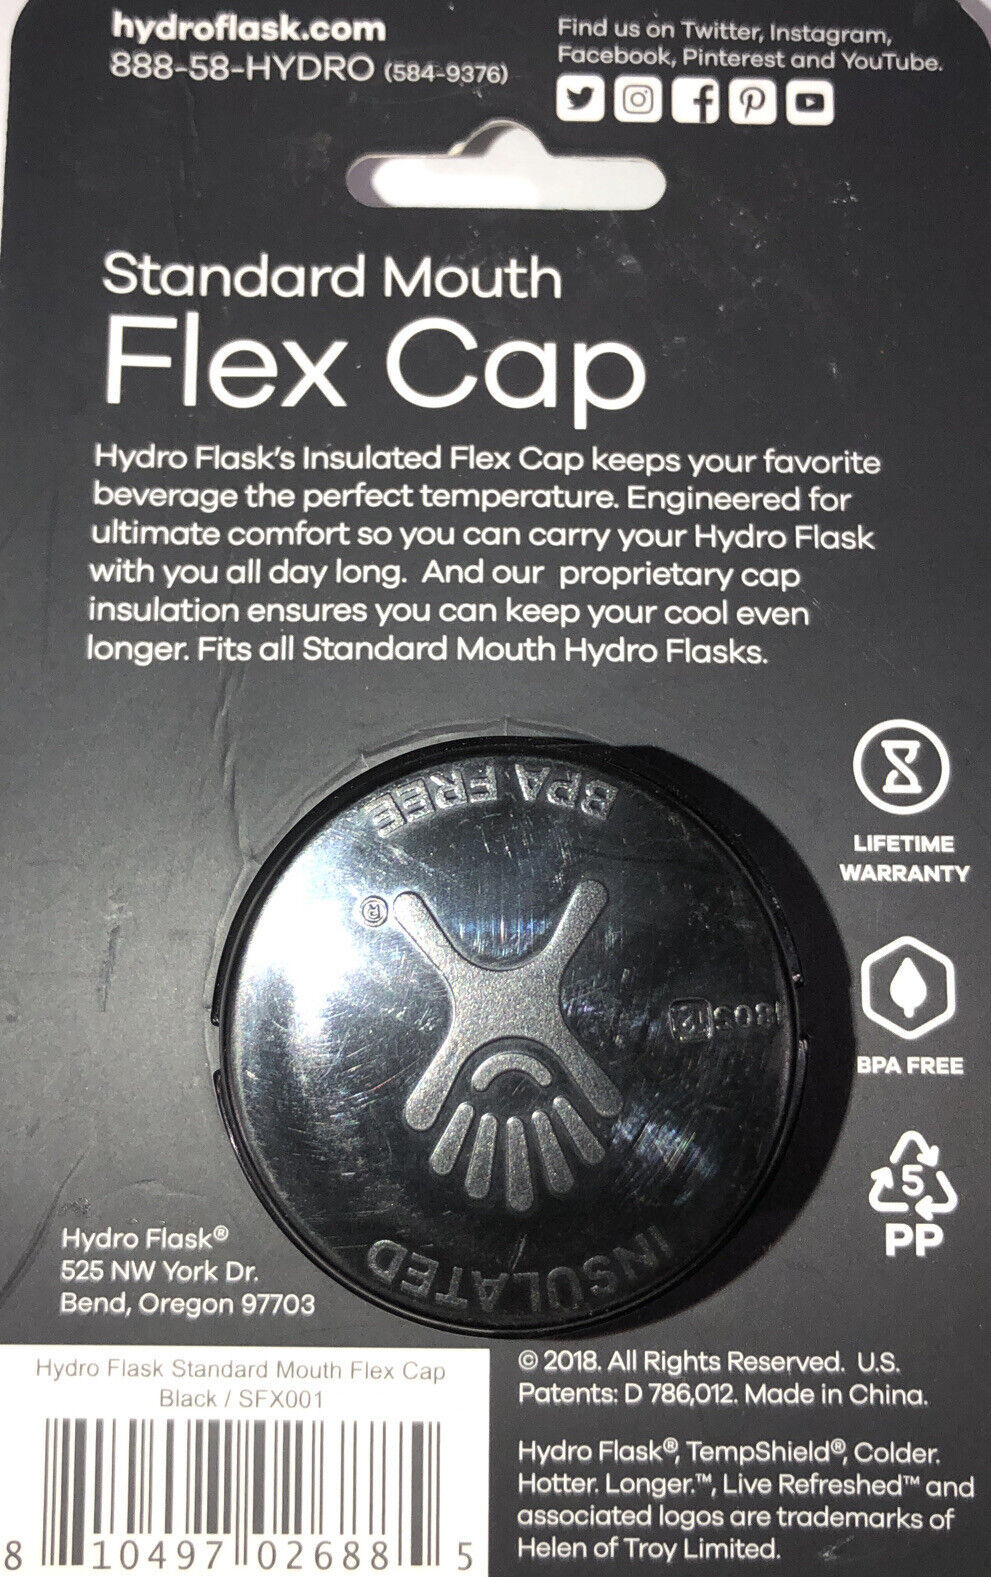 hydroflask.com
888-58-HYDRO (584-9376)
Find us on Twitter, Instagram,
Facebook, Pinterest and YouTube.
Standard Mouth
Flex Cap
Hydro Flask's Insulated Flex Cap keeps your favorite
beverage the perfect temperature. Engineered for
ultimate comfort so you can carry your Hydro Flask
with you all day long. And our proprietary cap
insulation ensures you can keep your cool even
longer. Fits all Standard Mouth Hydro Flasks.
BPA FREE
®
INSULATED
LIFETIME
WARRANTY
BPA FREE
5
PP
Hydro Flask®
525 NW York Dr.
Bend, Oregon 97703
Hydro Flask Standard Mouth Flex Cap
Black / SFX001
8 10497 02688 5
© 2018. All Rights Reserved. U.S.
Patents: D 786,012. Made in China.
Hydro Flask®, TempShield®, Colder.
Hotter. Longer.™, Live Refreshed™ and
associated logos are trademarks of
Helen of Troy Limited.